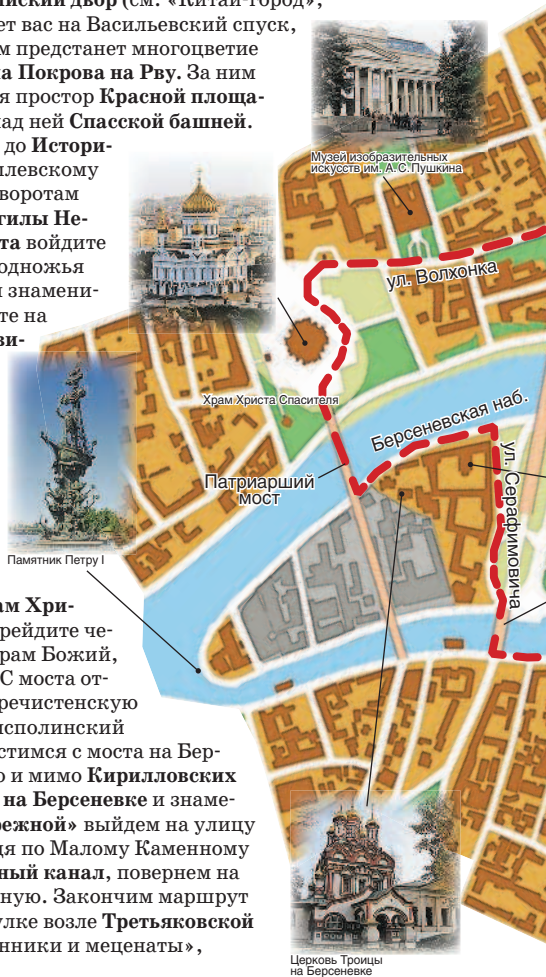 йский двор (см. «Китай-город»,
ет вас на Васильевский спуск,
м предстанет многоцветие
а Покрова на Рву. За ним
я простор Красной площа-
ад ней Спасской башней.
до Истори-
млевскому
воротам
гилы Не-
та войдите
одножья
и знамени-
те на
ви-
Музей изобразительных
искусств им. А.С.Пушкина
ул. Волхонка
Храм Христа Спасителя
Берсеневская наб.
Патриарший
мост
ул. Серафимовича
Памятник Петру I
ам Хри-
рейдите че-
рам Божий,
С моста от-
речистенскую
исполинский
стимся с моста на Бер-
о и мимо Кирилловских
на Берсеневке и знаме-
режной» выйдем на улицу
дя по Малому Каменному
ный канал, повернем на
ную. Закончим маршрут
улке возле Третьяковской
нники и меценаты»,
Церковь Троицы
на Берсеневке